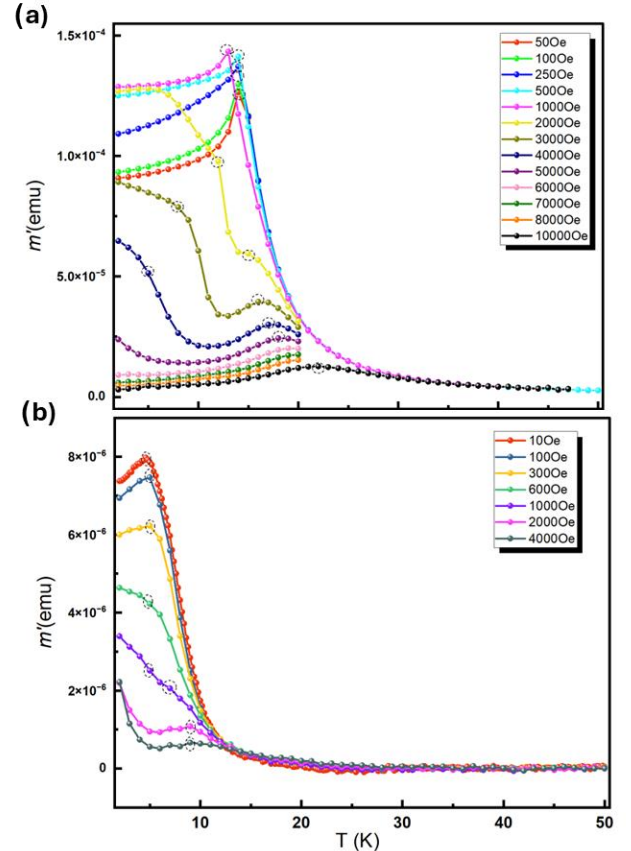 (a)
1.5×10⁻⁴
1.0×10⁻⁴
5.0×10⁻⁵
0.0
m'(emu)
50Oe
100Oe
250Oe
500Oe
1000Oe
2000Oe
3000Oe
4000Oe
5000Oe
6000Oe
7000Oe
8000Oe
10000Oe
(b)
8×10⁻⁶
6×10⁻⁶
4×10⁻⁶
2×10⁻⁶
0
m'(emu)
10Oe
100Oe
300Oe
600Oe
1000Oe
2000Oe
4000Oe
10 20 30 40 50
T (K)